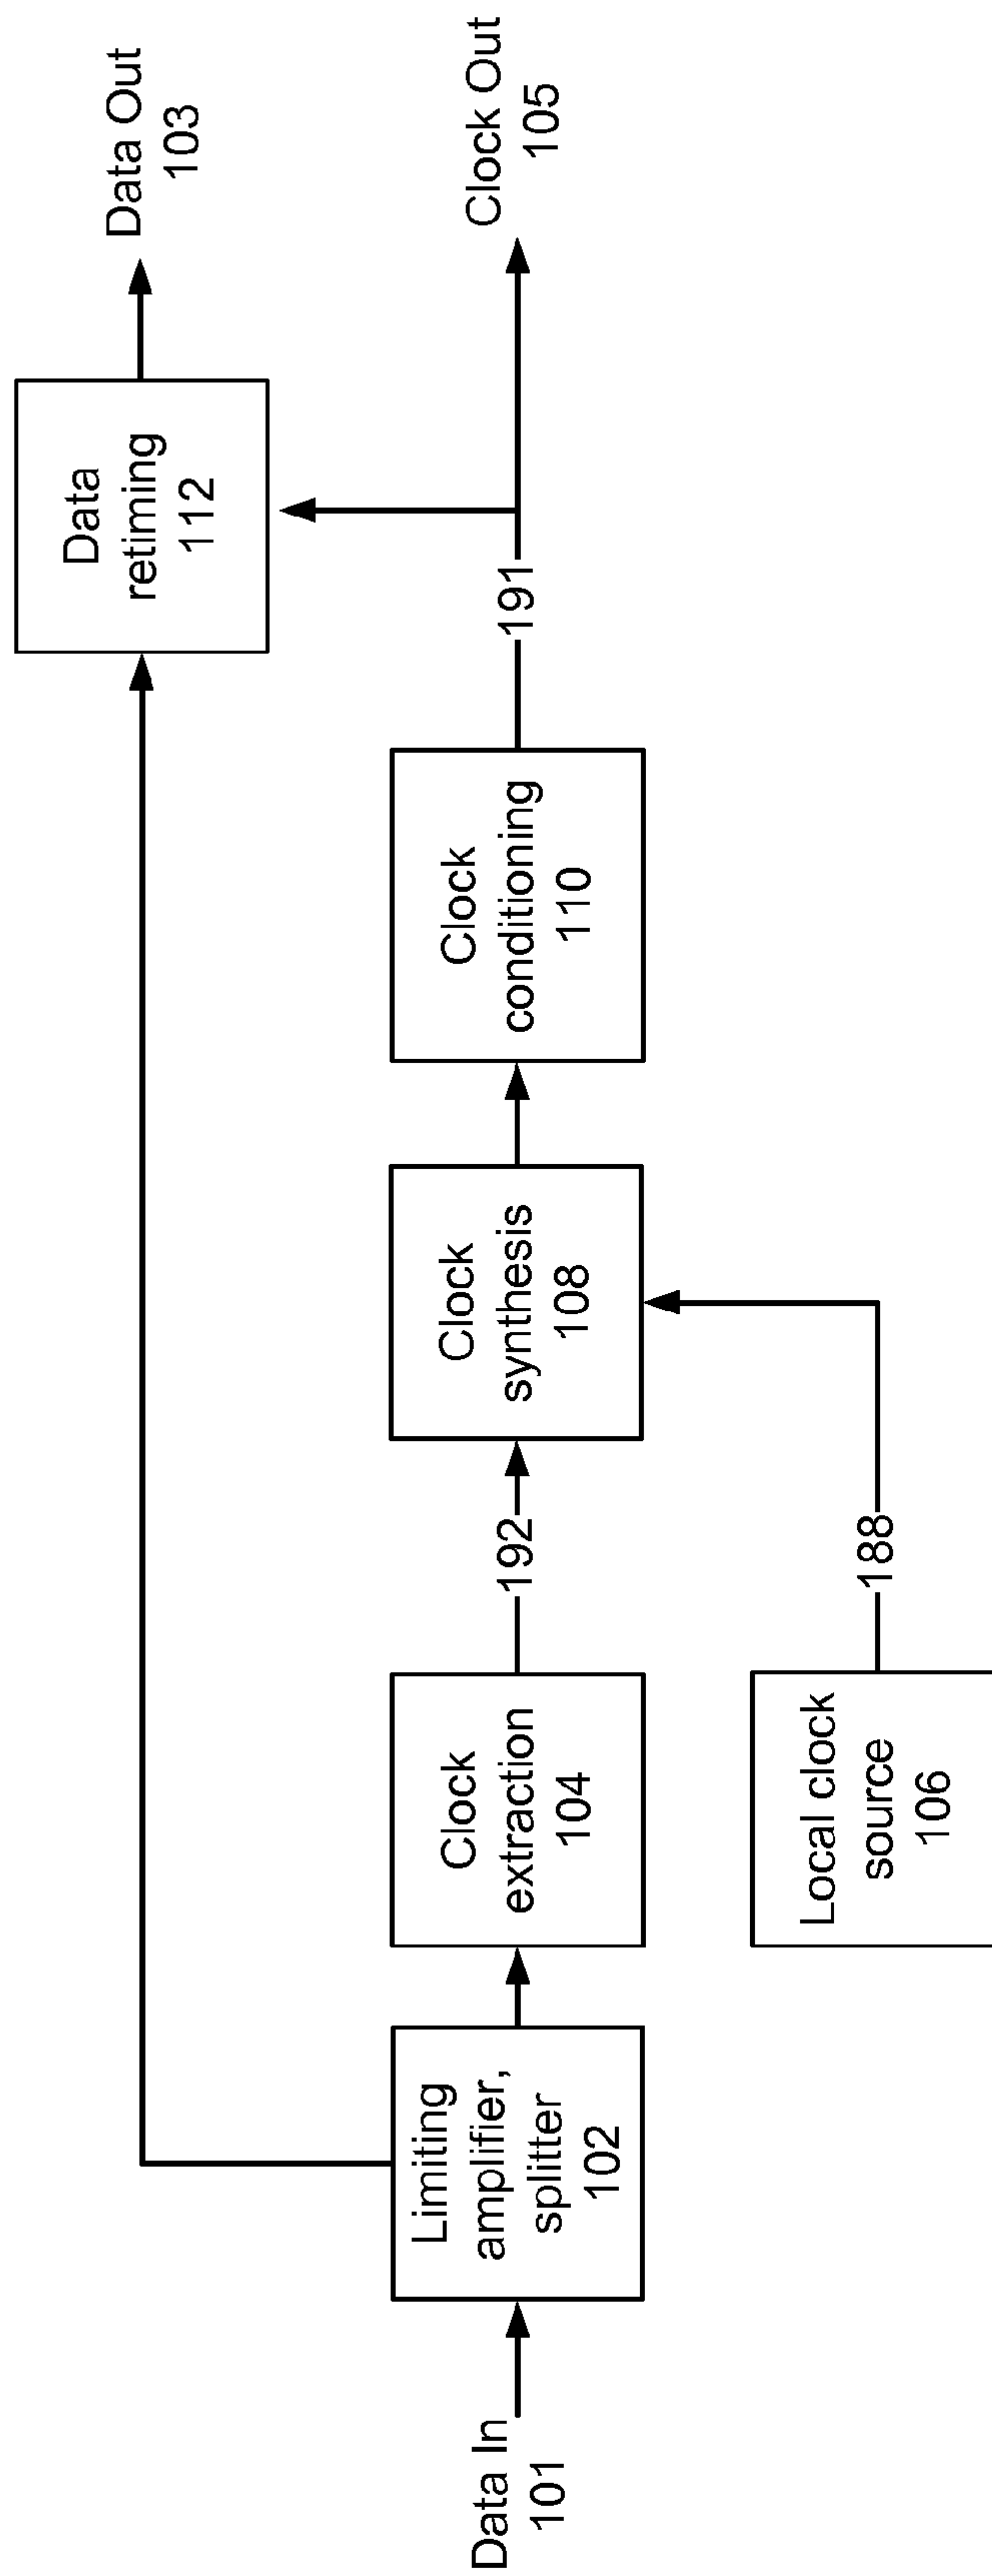 Data In
101
Limiting
amplifier,
splitter
102
Clock
extraction
104
192
Local clock
source
106
188
Clock
synthesis
108
Clock
conditioning
110
191
Data
retiming
112
Data Out
103
Clock Out
105